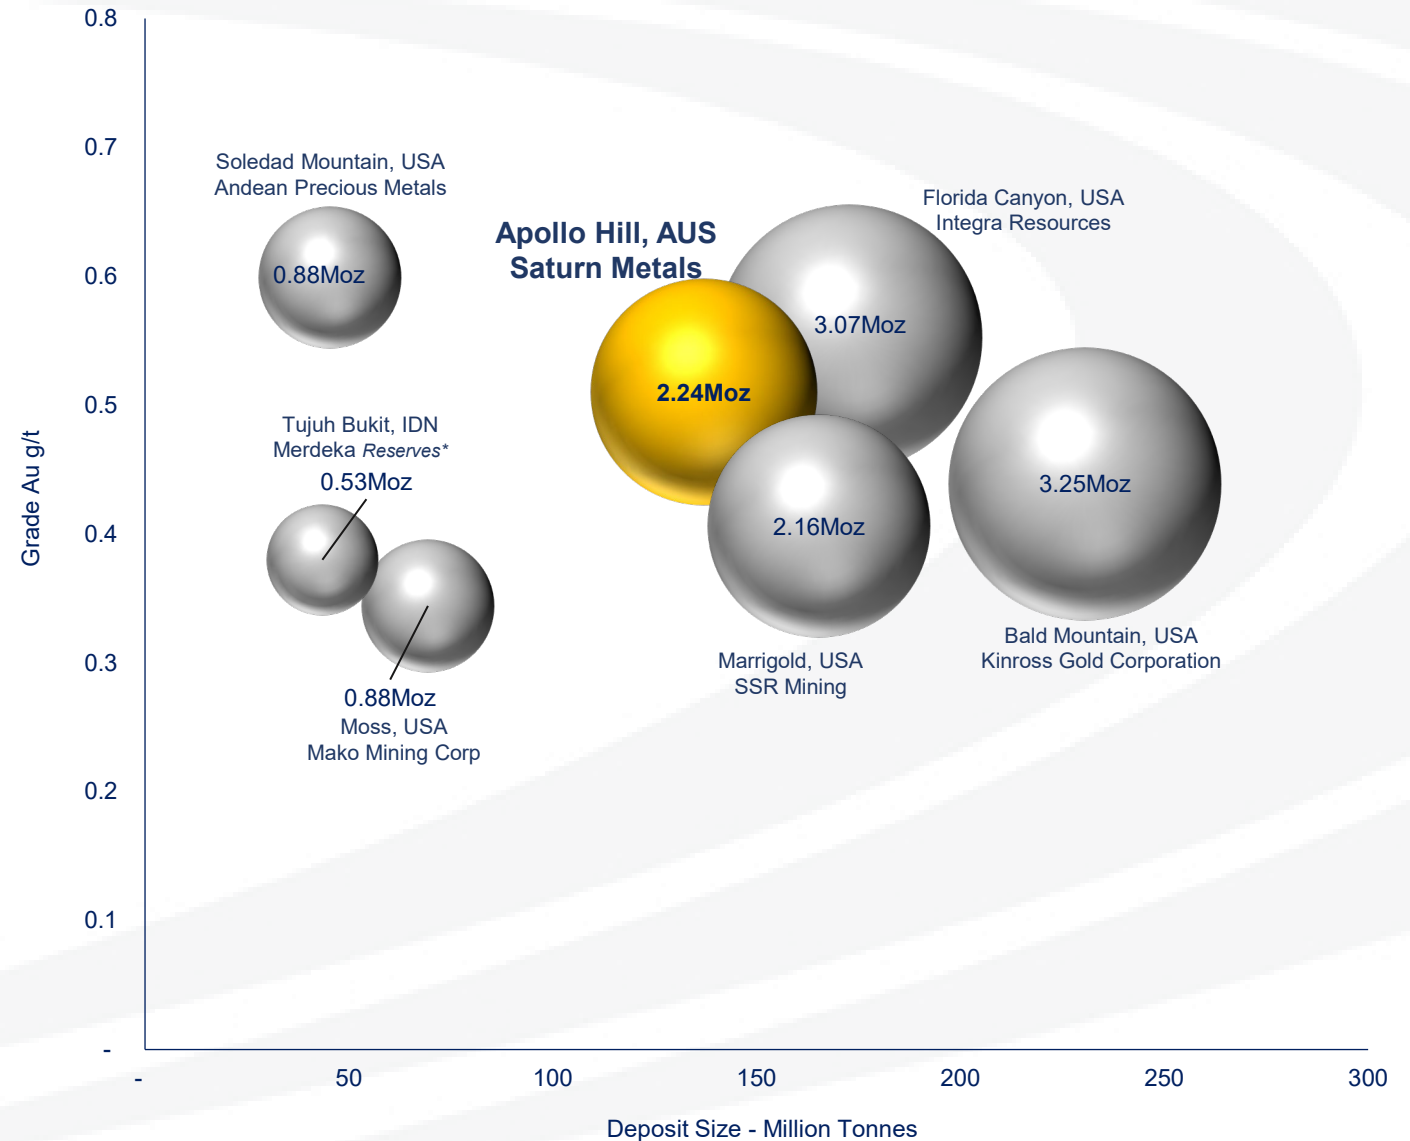 0.8
0.7
0.6
0.5
0.4
0.3
0.2
0.1
-
Grade Au g/t
Soledad Mountain, USA
Andean Precious Metals
0.88Moz
Apollo Hill, AUS
Saturn Metals
2.24Moz
Florida Canyon, USA
Integra Resources
3.07Moz
Tujuh Bukit, IDN
Merdeka Reserves*
0.53Moz
0.88Moz
Moss, USA
Mako Mining Corp
2.16Moz
Marrigold, USA
SSR Mining
3.25Moz
Bald Mountain, USA
Kinross Gold Corporation
- 50 100 150 200 250 300
Deposit Size - Million Tonnes